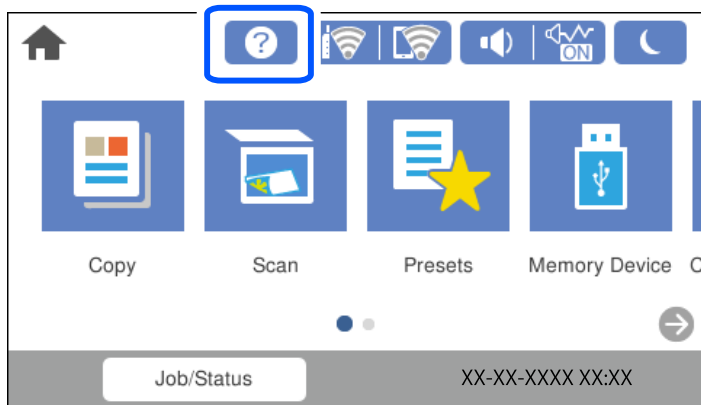 ?
ON
Copy Scan Presets Memory Device C
Job/Status XX-XX-XXXX XX:XX